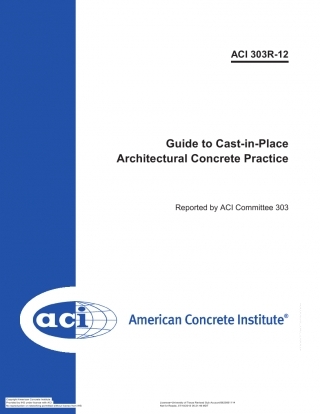 ACI 303R-12
Guide to Cast-in-Place
Architectural Concrete Practice
Reported by ACI Committee 303
aci
American Concrete Institute®